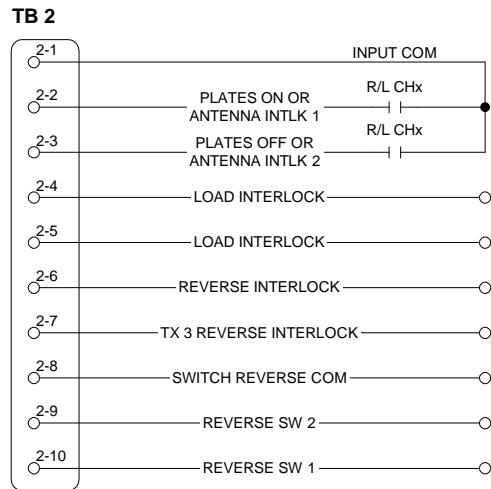 TB 2
2-1
INPUT COM
2-2
PLATES ON OR
ANTENNA INTLK 1
R/L CHx
2-3
PLATES OFF OR
ANTENNA INTLK 2
R/L CHx
2-4
LOAD INTERLOCK
2-5
LOAD INTERLOCK
2-6
REVERSE INTERLOCK
2-7
TX 3 REVERSE INTERLOCK
2-8
SWITCH REVERSE COM
2-9
REVERSE SW 2
2-10
REVERSE SW 1